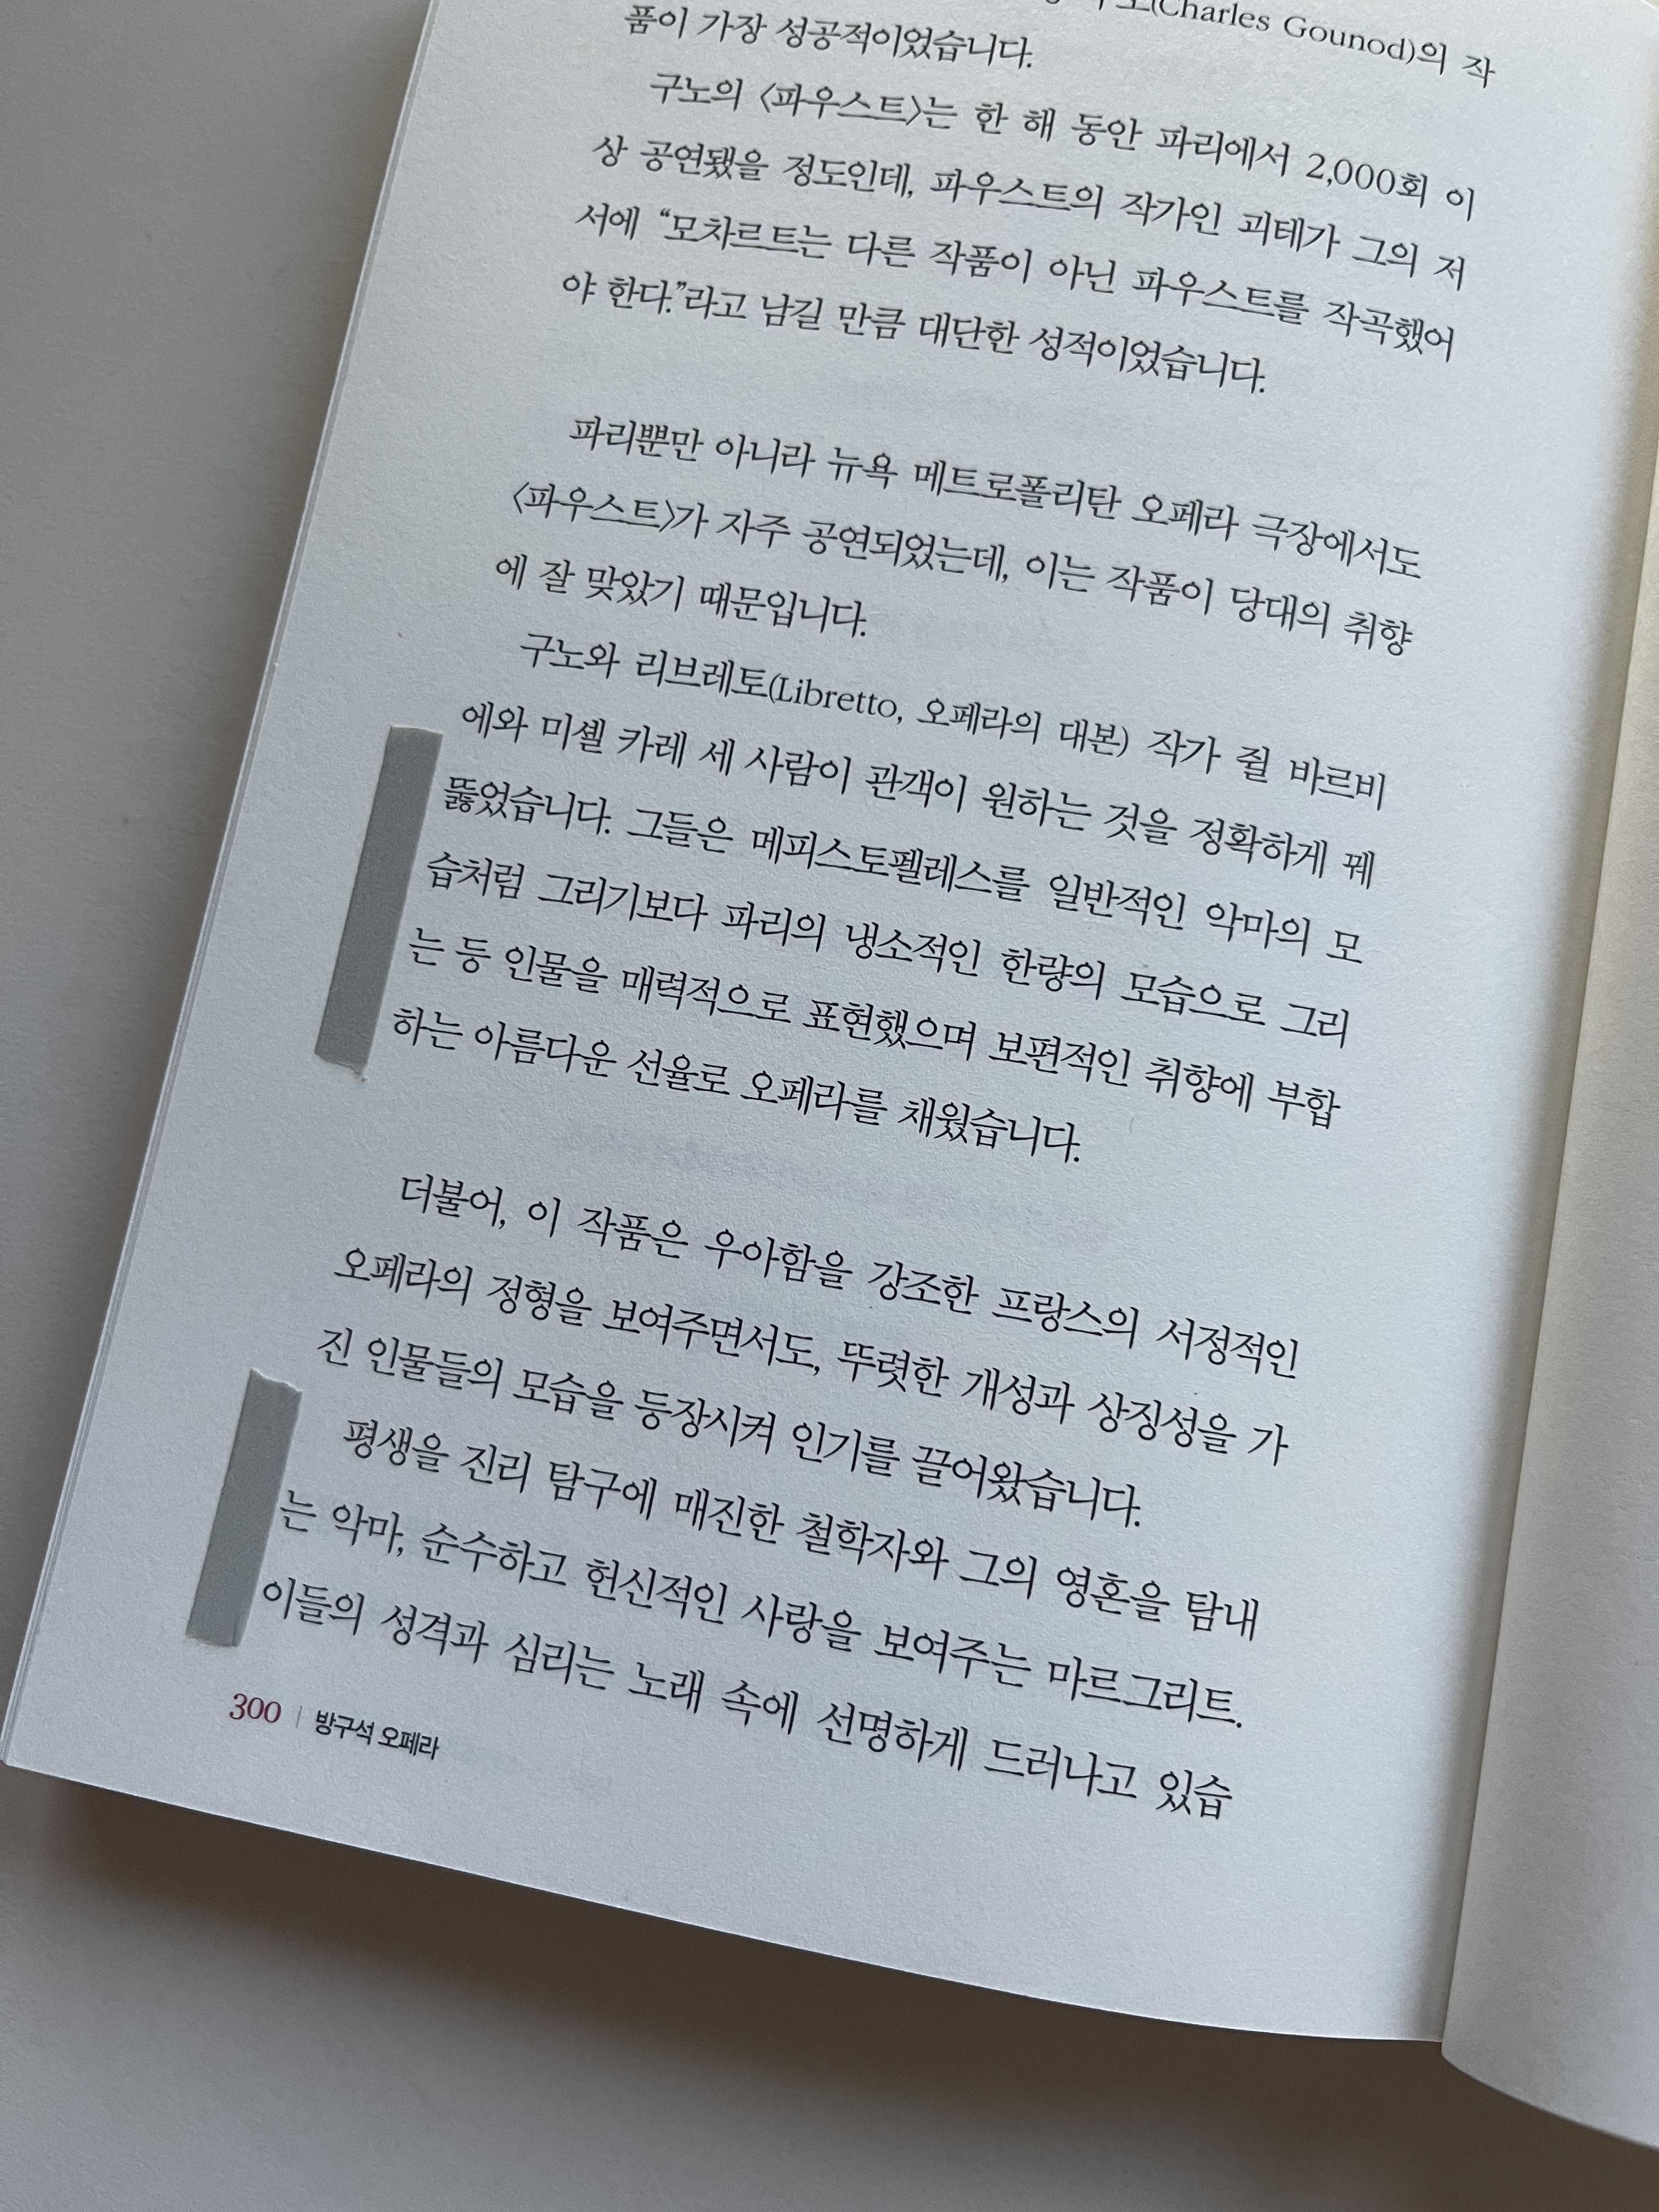 (Charles Gounod)의 작
품이 가장 성공적이었습니다.
구노의 〈파우스트〉는 한 해 동안 파리에서 2,000회 이
상 공연됐을 정도인데, 파우스트의 작가인 괴테가 그의 저
서에 “모차르트는 다른 작품이 아닌 파우스트를 작곡했어
야 한다.”라고 남길 만큼 대단한 성적이었습니다.
파리뿐만 아니라 뉴욕 메트로폴리탄 오페라 극장에서도
〈파우스트〉가 자주 공연되었는데, 이는 작품이 당대의 취향
에 잘 맞았기 때문입니다.
구노와 리브레토(Libretto, 오페라의 대본) 작가 쥘 바르비
에와 미셸 카레 세 사람이 관객이 원하는 것을 정확하게 꿰
뚫었습니다. 그들은 메피스토펠레스를 일반적인 악마의 모
습처럼 그리기보다 파리의 냉소적인 한량의 모습으로 그리
는 등 인물을 매력적으로 표현했으며 보편적인 취향에 부합
하는 아름다운 선율로 오페라를 채웠습니다.
더불어, 이 작품은 우아함을 강조한 프랑스의 서정적인
오페라의 정형을 보여주면서도, 뚜렷한 개성과 상징성을 가
진 인물들의 모습을 등장시켜 인기를 끌어왔습니다.
평생을 진리 탐구에 매진한 철학자와 그의 영혼을 탐내
는 악마, 순수하고 헌신적인 사랑을 보여주는 마르그리트.
이들의 성격과 심리는 노래 속에 선명하게 드러나고 있습
300 | 방구석 오페라